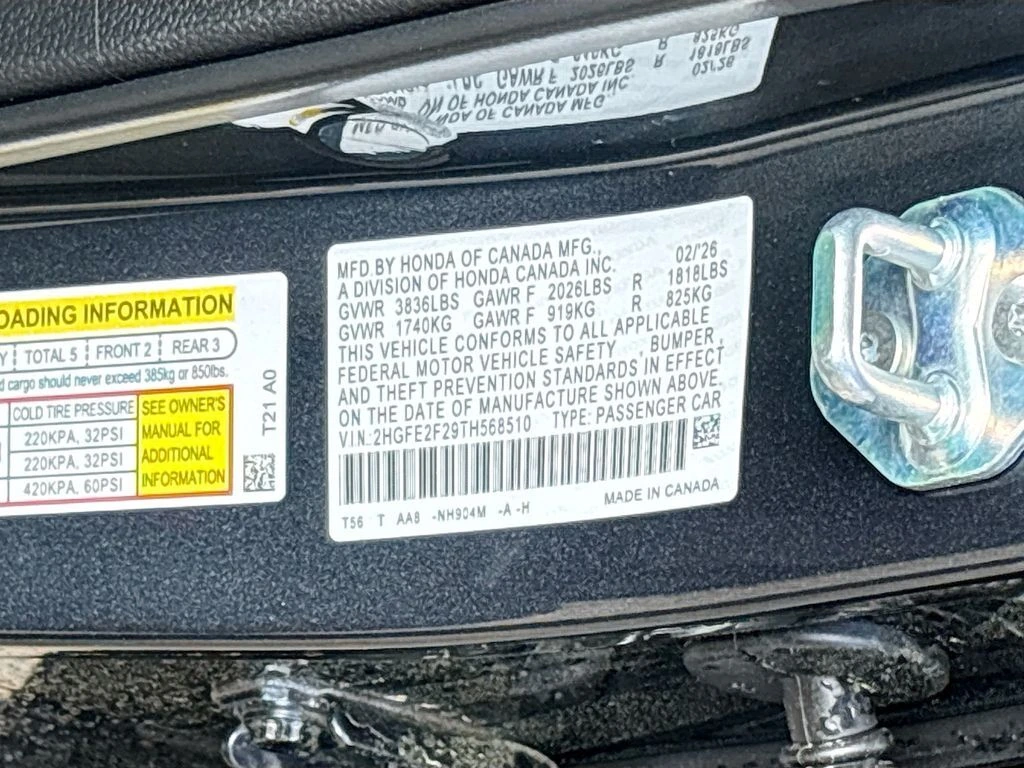 OADING INFORMATION
Y TOTAL 5 FRONT 2 REAR 3
d cargo should never exceed 385kg or 850lbs.
COLD TIRE PRESSURE
220KPA, 32PSI
220KPA, 32PSI
420KPA, 60PSI
SEE OWNER'S
MANUAL FOR
ADDITIONAL
INFORMATION
T21 A0
MFD.BY HONDA OF CANADA MFG., 02/'26
A DIVISION OF HONDA CANADA INC.
GVWR 3836LBS GAWR F 2026LBS R 1818LBS
GVWR 1740KG GAWR F 919KG R 825KG
THIS VEHICLE CONFORMS TO ALL APPLICABLE
FEDERAL MOTOR VEHICLE SAFETY , BUMPER,
AND THEFT PREVENTION STANDARDS IN EFFECT
ON THE DATE OF MANUFACTURE SHOWN ABOVE.
V.I.N.:2HGFE2F29TH568510 TYPE: PASSENGER CAR
MADE IN CANADA
T56 T AA8 -NH904M -A -H